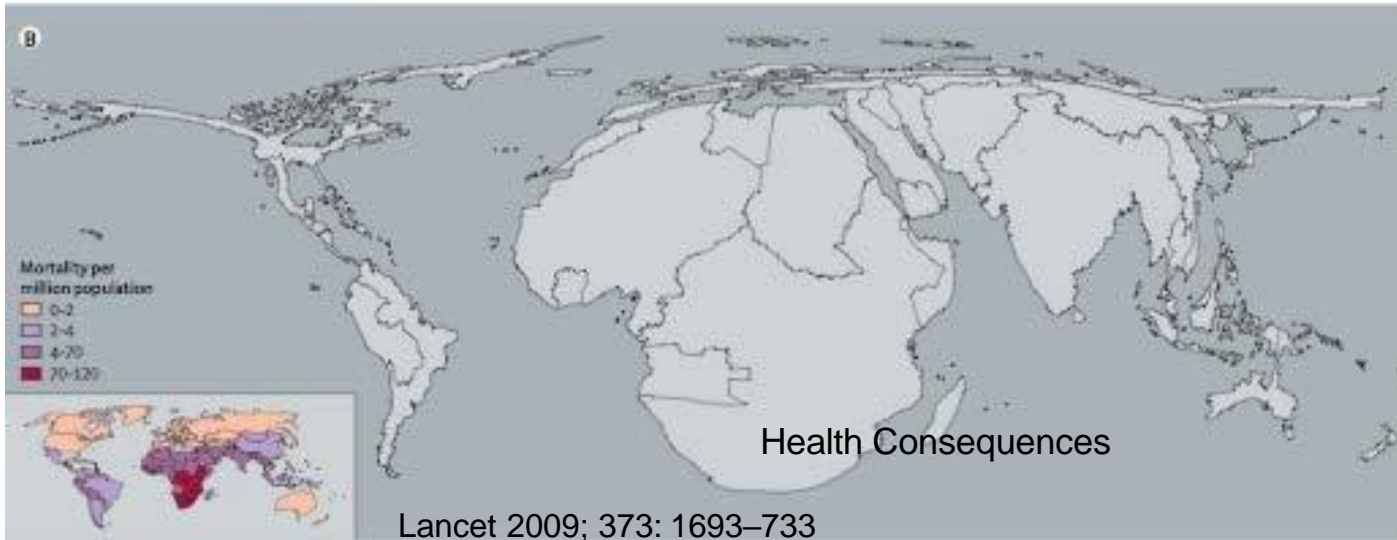 B
Mortality per
million population
0-2
2-4
4-70
70-120
Health Consequences
Lancet 2009; 373: 1693–733